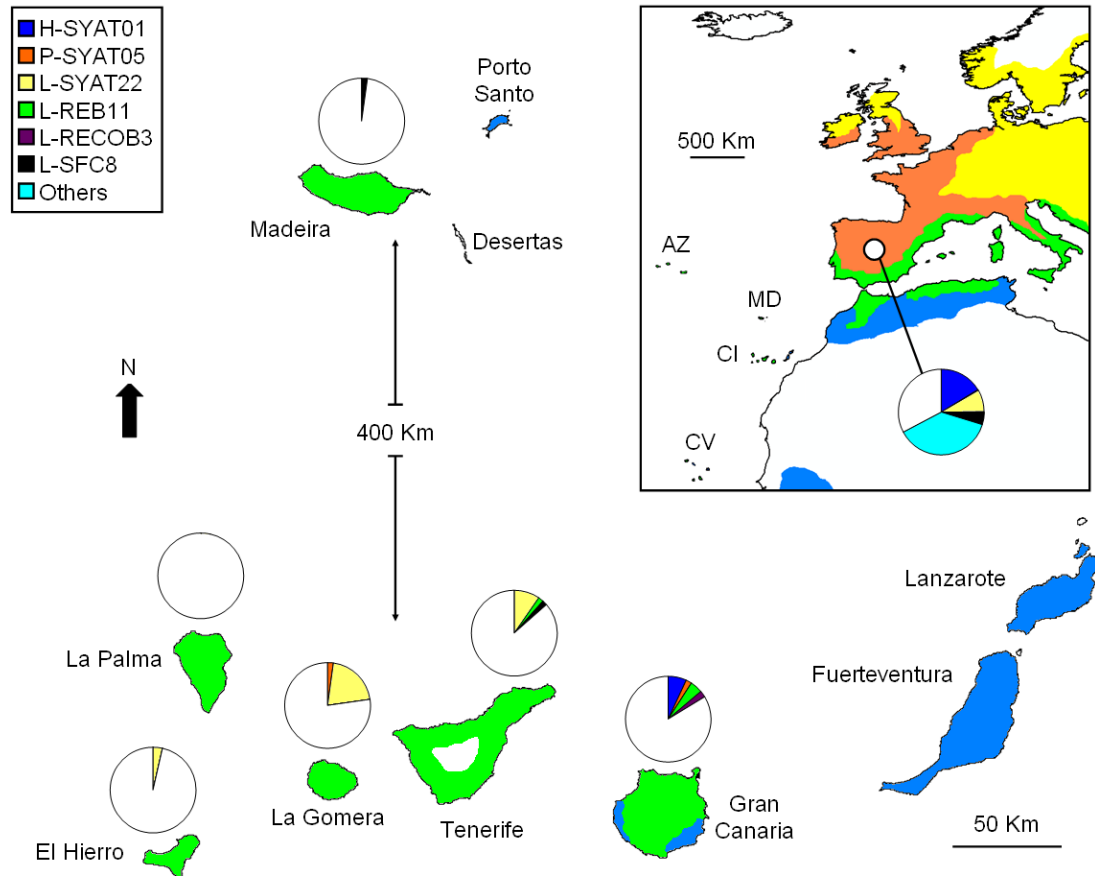 H-SYAT01
P-SYAT05
L-SYAT22
L-REB11
L-RECOB3
L-SFC8
Others
Porto
Santo
Madeira
Desertas
N
400 Km
500 Km
AZ
MD
CI
CV
La Palma
El Hierro
La Gomera
Tenerife
Gran
Canaria
Lanzarote
Fuerteventura
50 Km